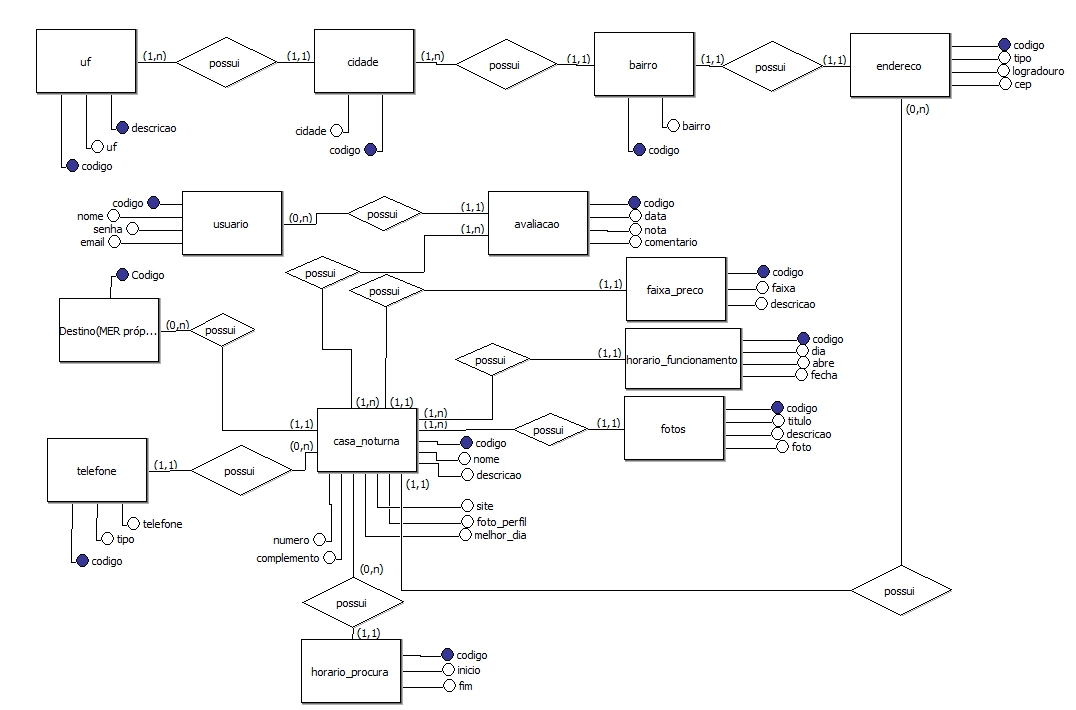 uf
(1,n)
possui
(1,1)
cidade
(1,n)
possui
(1,1)
bairro
(1,1)
possui
(1,1)
endereco
codigo
tipo
logradouro
cep
(0,n)
descricao
uf
codigo
cidade
codigo
bairro
codigo
codigo
nome
senha
email
usuario
(0,n)
possui
(1,1)
(1,n)
avaliacao
codigo
data
nota
comentario
possui
possui
(1,1)
faixa_preco
codigo
faixa
descricao
Codigo
Destino(MER próp...
(0,n)
possui
possui
(1,1)
horario_funcionamento
codigo
dia
abre
fecha
(1,n)
(1,1)
(1,n)
(1,n)
possui
(1,1)
fotos
codigo
titulo
descricao
foto
(1,1)
(0,n)
casa_noturna
codigo
nome
descricao
(1,1)
telefone
(1,1)
possui
telefone
tipo
codigo
site
foto_perfil
melhor_dia
numero
complemento
(0,n)
possui
(1,1)
possui
horario_procura
codigo
inicio
fim